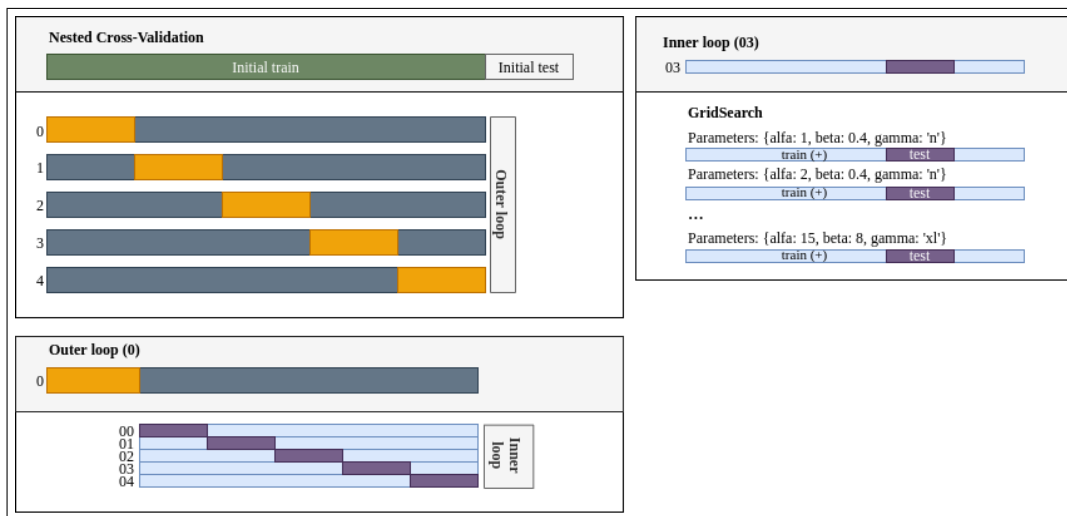 Nested Cross-Validation
Initial train
Initial test
0
1
2
3
4
Outer loop
Outer loop (0)
0
00
01
02
03
04
Inner
loop
Inner loop (03)
03
GridSearch
Parameters: {alfa: 1, beta: 0.4, gamma: 'n'}
train (+) test
Parameters: {alfa: 2, beta: 0.4, gamma: 'n'}
train (+) test
...
Parameters: {alfa: 15, beta: 8, gamma: 'xl'}
train (+) test